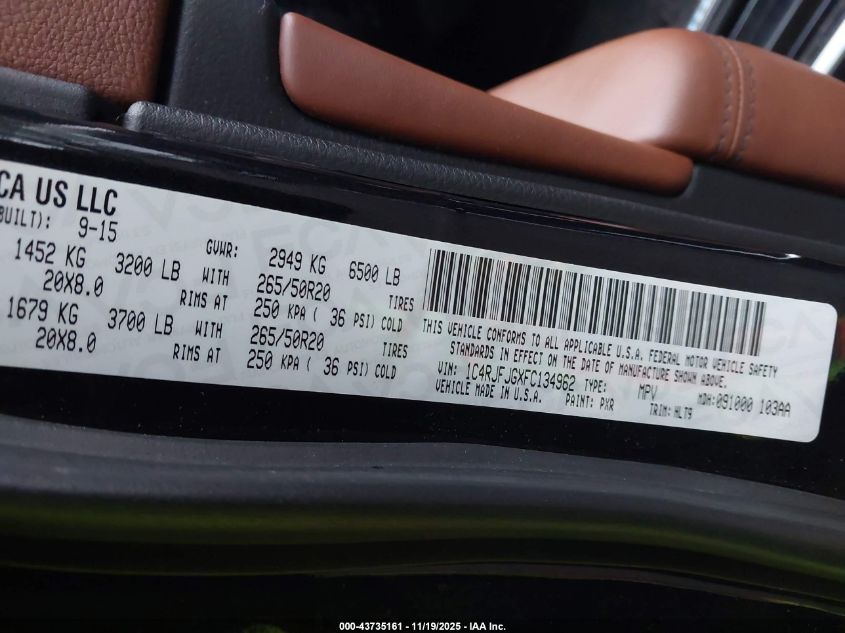 CA US LLC
BUILT): 9-15
GVWR: 2949 KG 6500 LB
1452 KG 3200 LB WITH 265/50R20 TIRES
20X8.0 RIMS AT 250 KPA ( 36 PSI) COLD
1679 KG 3700 LB WITH 265/50R20 TIRES
20X8.0 RIMS AT 250 KPA ( 36 PSI) COLD
THIS VEHICLE CONFORMS TO ALL APPLICABLE U.S.A. FEDERAL MOTOR VEHICLE SAFETY
STANDARDS IN EFFECT ON THE DATE OF MANUFACTURE SHOWN ABOVE.
VIN: 1C4RJFJGXFC134962 TYPE: MPV MDH:091000 103AA
VEHICLE MADE IN U.S.A. PAINT: PXR TRIM: HLT9
000-43735161 - 11/19/2025 - IAA Inc.